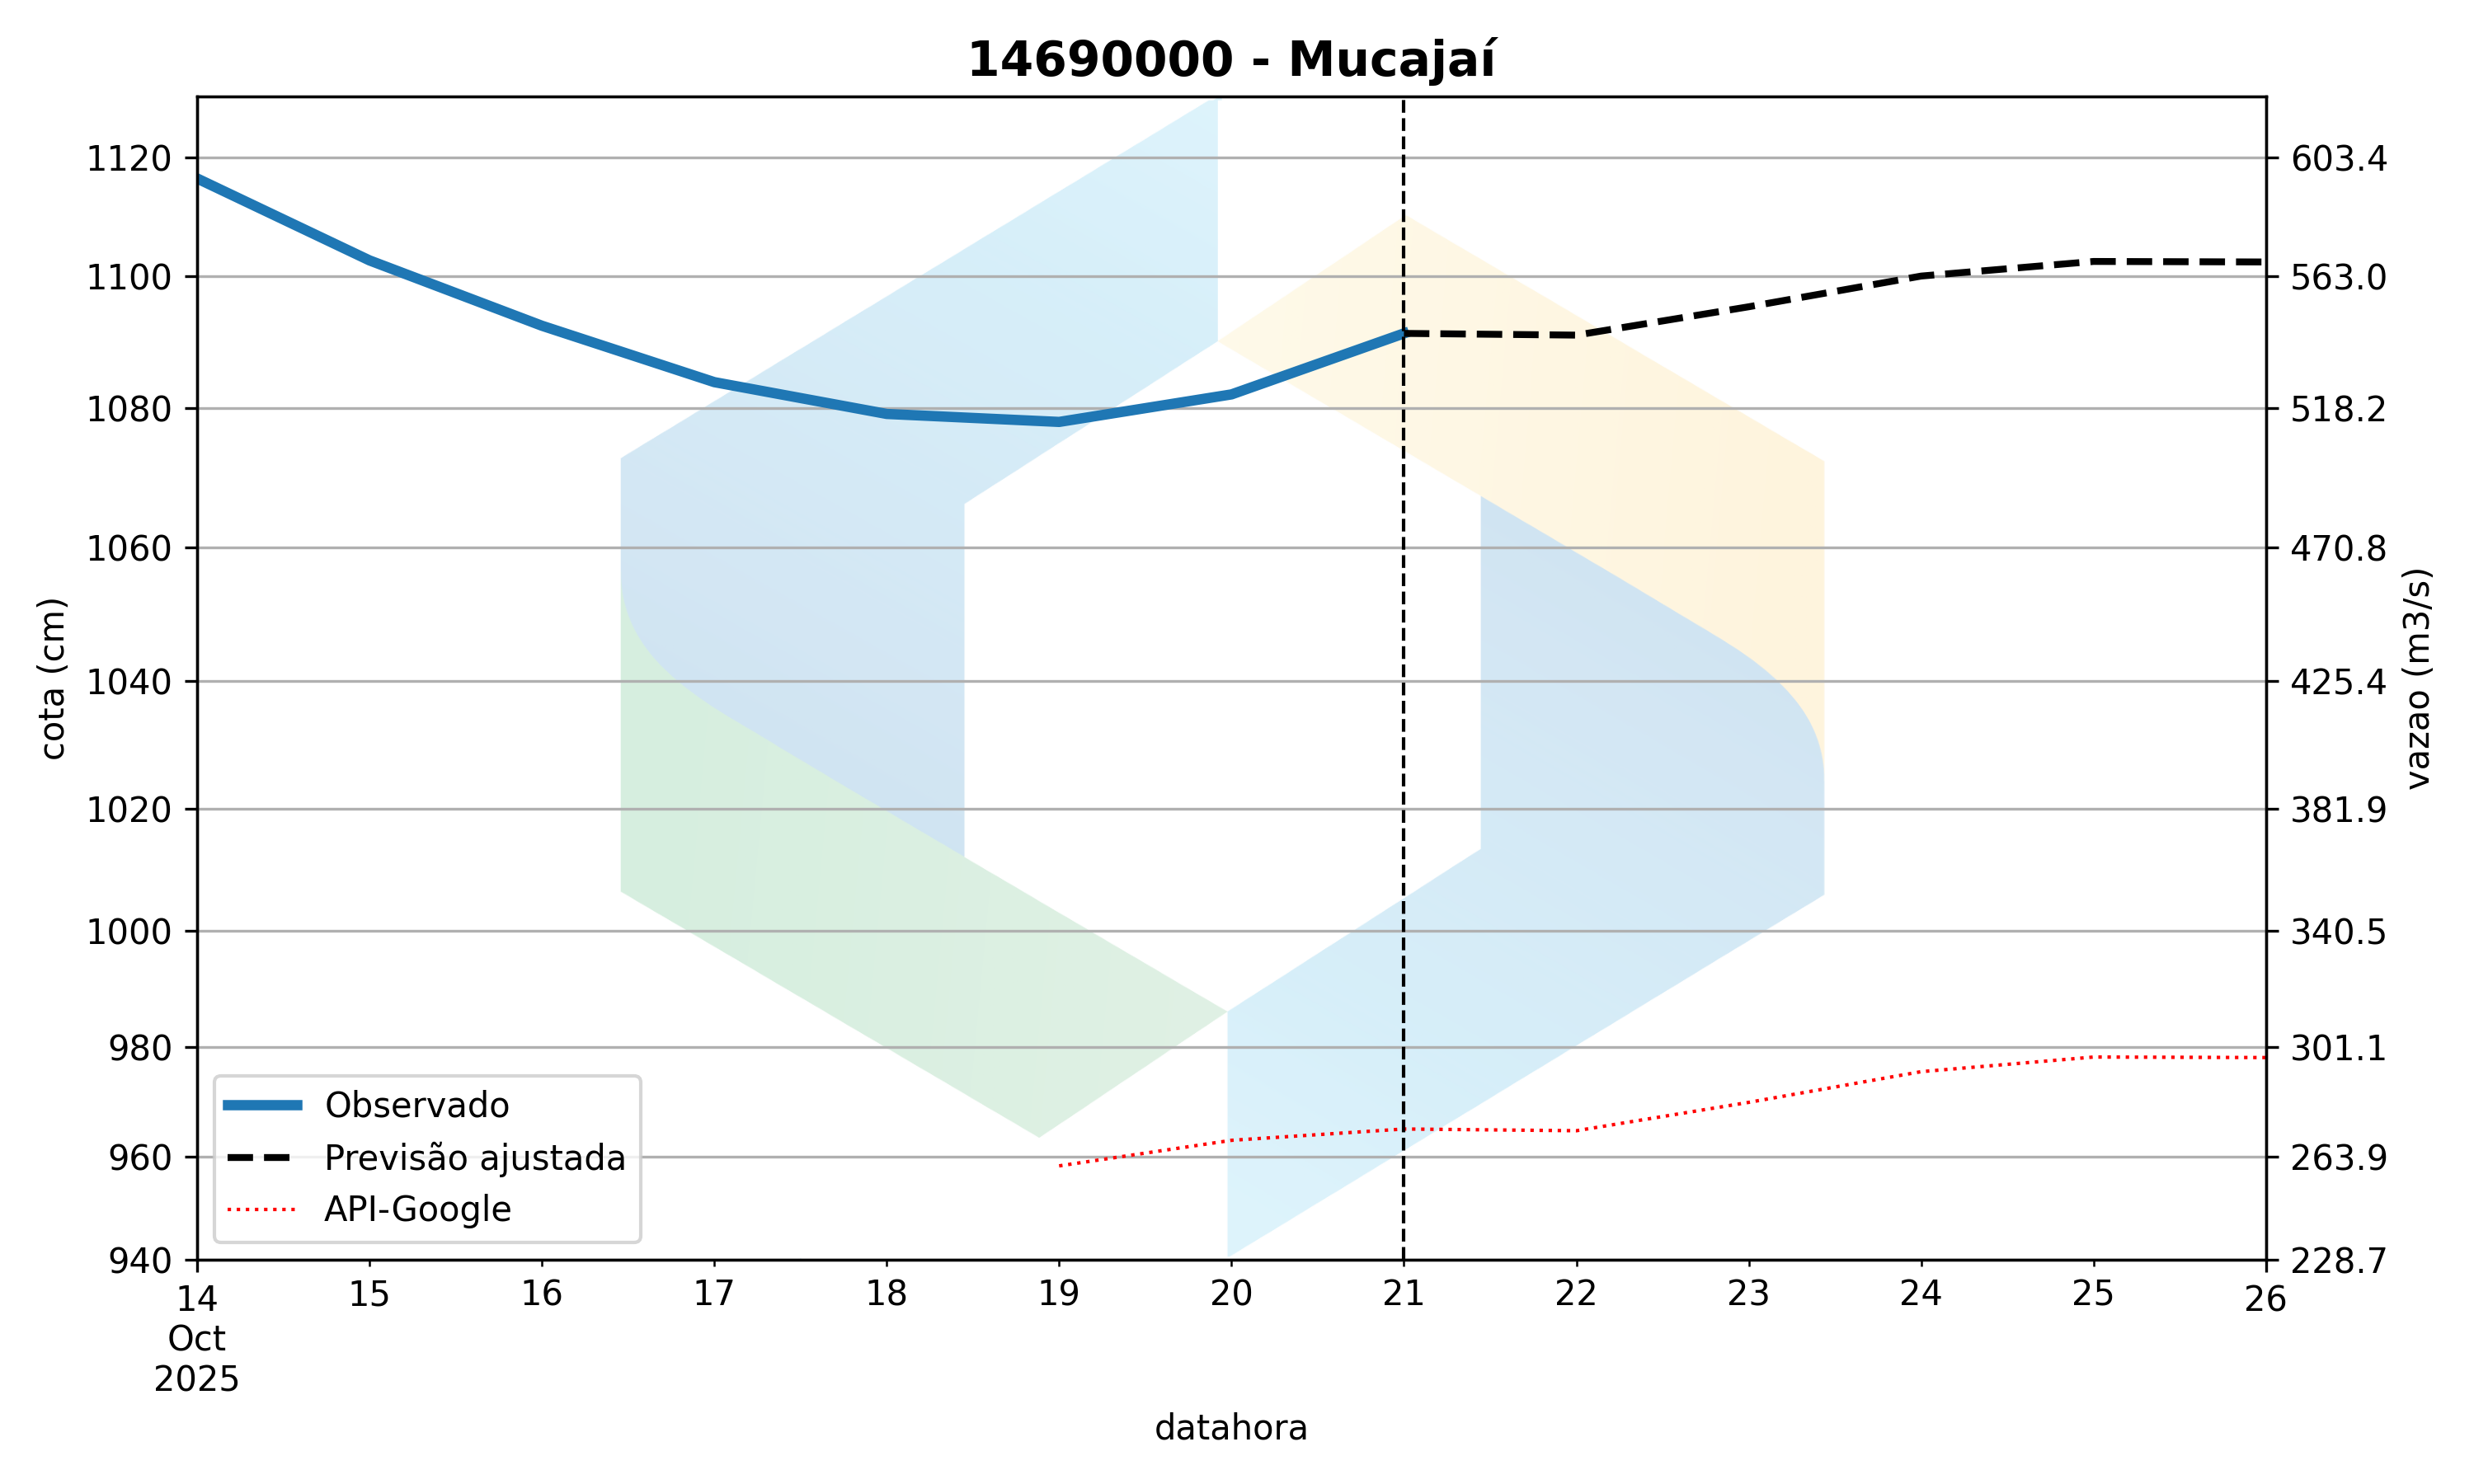 14690000 - Mucajaí
cota (cm)
1120
1100
1080
1060
1040
1020
1000
980
960
940
603.4
563.0
518.2
470.8
425.4
381.9
340.5
301.1
263.9
228.7
vazao (m3/s)
Observado
Previsão ajustada
API-Google
14 15 16 17 18 19 20 21 22 23 24 25 26
Oct
2025
datahora